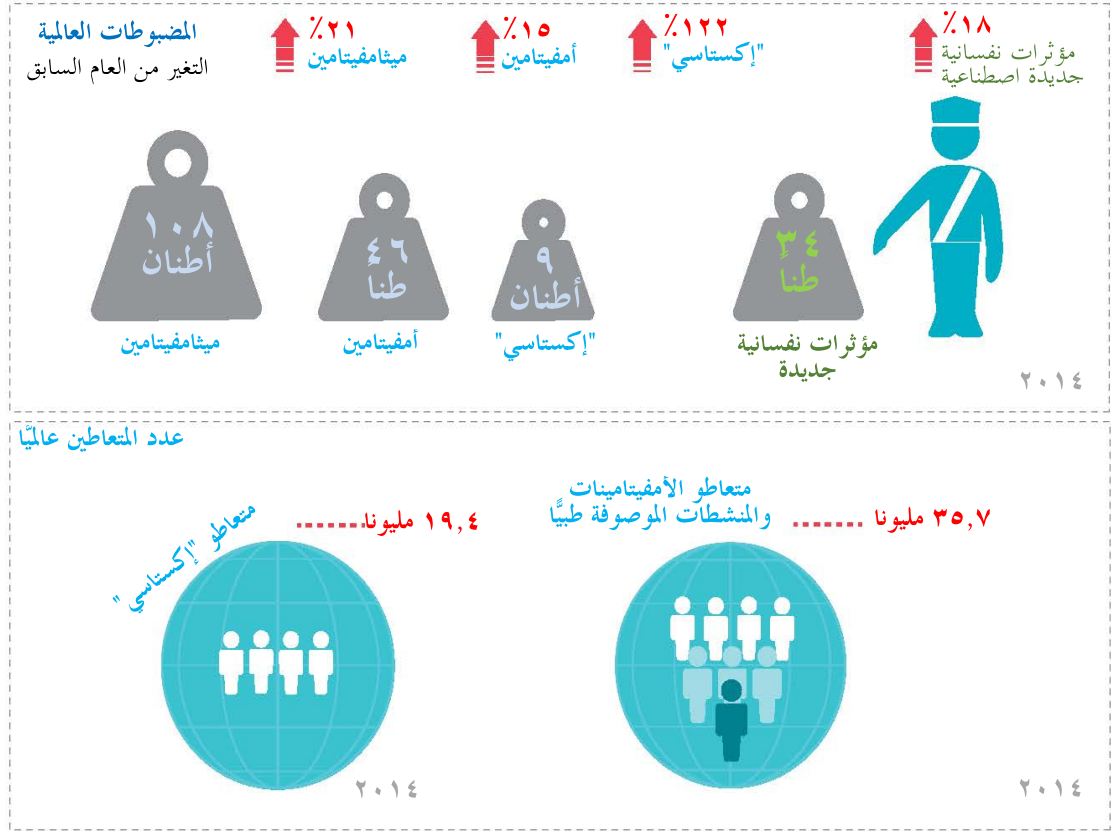 المضبوطات العالمية
التغير من العام السابق
٪١٨
مؤثرات نفسانية
جديدة اصطناعية
٪١٢٢
"إكستاسي"
٪١٥
أمفيتامين
٪٢١
ميثامفيتامين
٣٤
طناً
مؤثرات نفسانية
جديدة
٩
أطنان
"إكستاسي"
٤٦
طناً
أمفيتامين
١٠٨
أطنان
ميثامفيتامين
٢٠١٤
عدد المتعاطين عالميًّا
متعاطو الأمفيتامينات
والمنشطات الموصوفة طبيًّا
٣٥,٧ مليونا
٢٠١٤
متعاطو "إكستاسي"
١٩,٤ مليونا
٢٠١٤